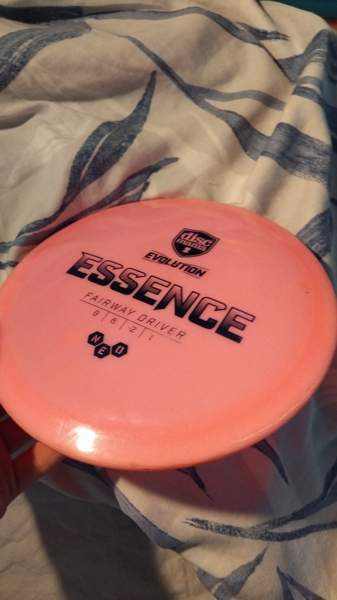 disc
mania
EVOLUTION
ESSENCE
FAIRWAY DRIVER
8 | 6 | -2 | 1
NEO